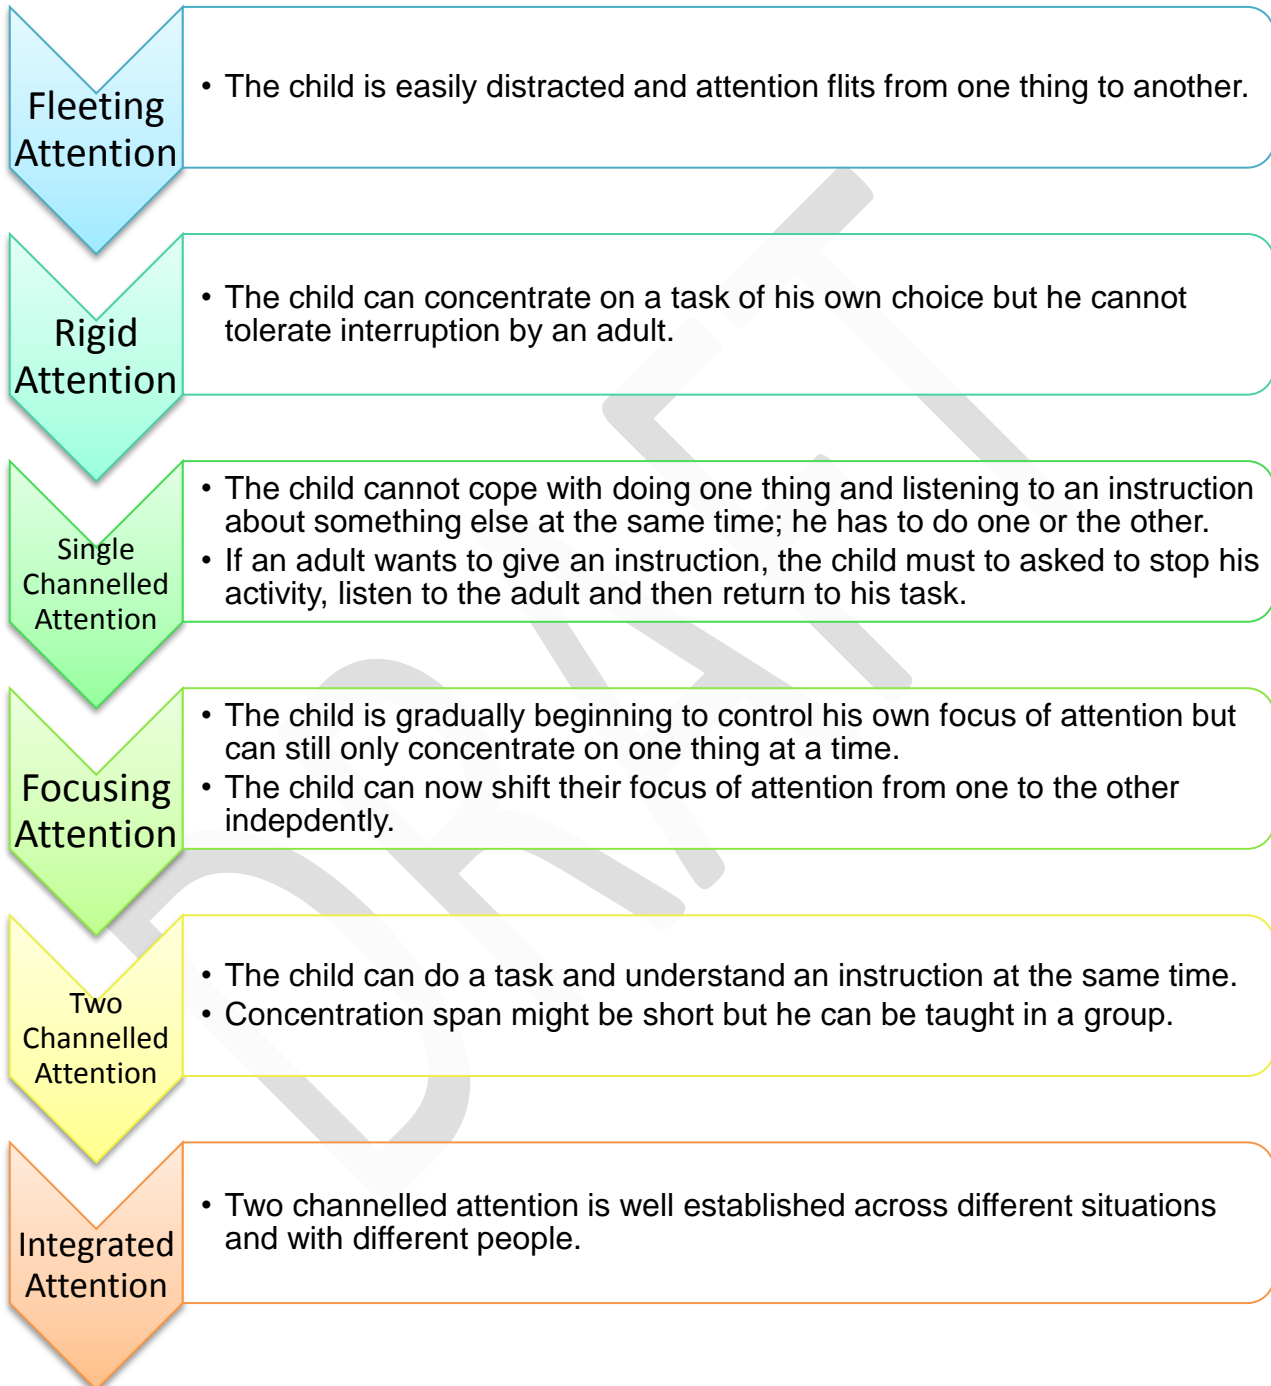 Fleeting
Attention
• The child is easily distracted and attention flits from one thing to another.
Rigid
Attention
• The child can concentrate on a task of his own choice but he cannot
tolerate interruption by an adult.
Single
Channelled
Attention
• The child cannot cope with doing one thing and listening to an instruction
about something else at the same time; he has to do one or the other.
• If an adult wants to give an instruction, the child must to asked to stop his
activity, listen to the adult and then return to his task.
Focusing
Attention
• The child is gradually beginning to control his own focus of attention but
can still only concentrate on one thing at a time.
• The child can now shift their focus of attention from one to the other
indepdently.
Two
Channelled
Attention
• The child can do a task and understand an instruction at the same time.
• Concentration span might be short but he can be taught in a group.
Integrated
Attention
• Two channelled attention is well established across different situations
and with different people.
DRAFT